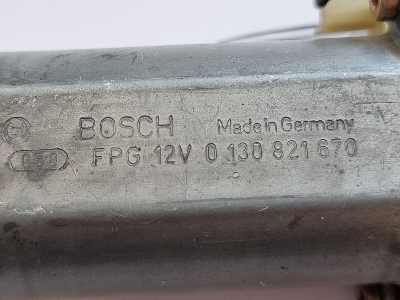 BOSCH Made in Germany
FPG 12V 0 130 821 670